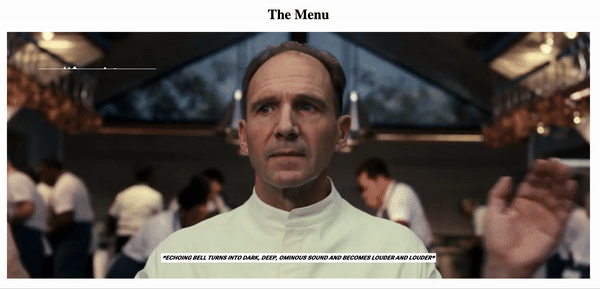 The Menu
*ECHOING BELL TURNS INTO DARK, DEEP, OMINOUS SOUND AND BECOMES LOUDER AND LOUDER*